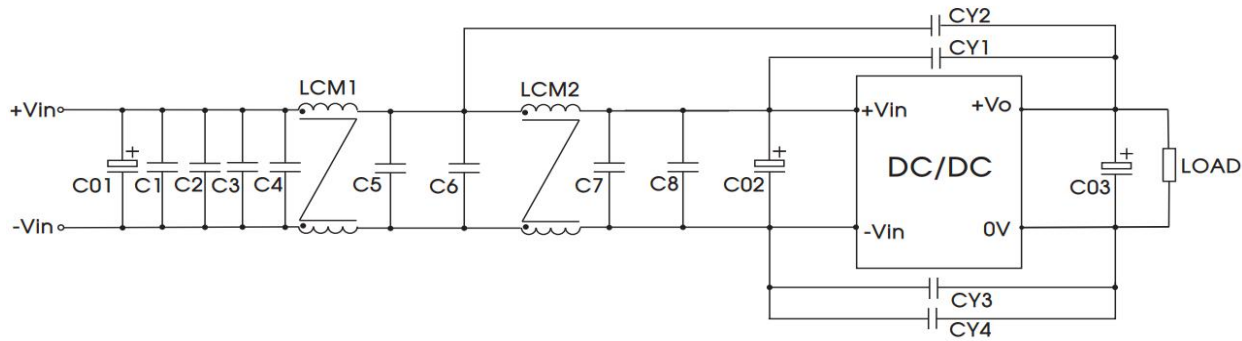 CY2
CY1
LCM1
LCM2
+Vin
+Vin
+Vo
+
+
+
DC/DC
LOAD
C01
C1
C2
C3
C4
C5
C6
C7
C8
C02
C03
-Vin
-Vin
0V
CY3
CY4